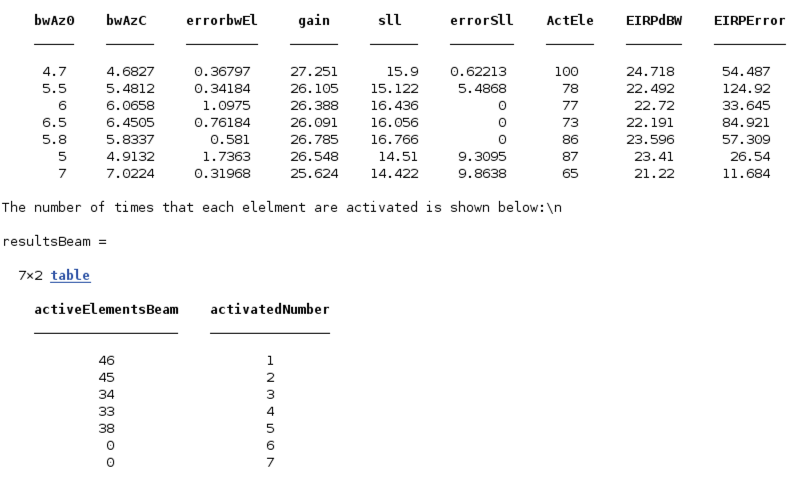 bwAz0 bwAzC errorbwEl gain sll errorSll ActEle EIRPdBW EIRPError
4.7 4.6827 0.36797 27.251 15.9 0.62213 100 24.718 54.487
5.5 5.4812 0.34184 26.105 15.122 5.4868 78 22.492 124.92
6 6.0658 1.0975 26.388 16.436 0 77 22.72 33.645
6.5 6.4505 0.76184 26.091 16.056 0 73 22.191 84.921
5.8 5.8337 0.581 26.785 16.766 0 86 23.596 57.309
5 4.9132 1.7363 26.548 14.51 9.3095 87 23.41 26.54
7 7.0224 0.31968 25.624 14.422 9.8638 65 21.22 11.684
The number of times that each elelment are activated is shown below:\n
resultsBeam =
7×2 table
activeElementsBeam activatedNumber
46 1
45 2
34 3
33 4
38 5
0 6
0 7